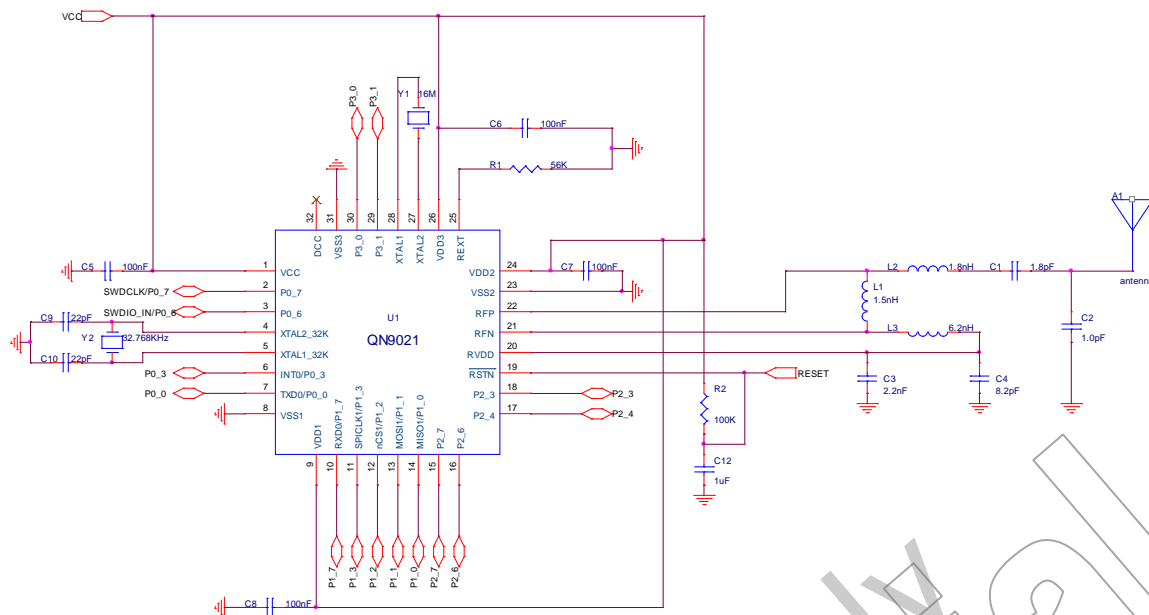 VCC
P3_0
P3_1
Y1 16M
C6 100nF
R1 56K
32 31 30 29 28 27 26 25
DCC VSS3 P3_0 P3_1 XTAL1 XTAL2 VDD3 REXT
A1
antenn
C5 100nF
1 VCC
SWDCLK/P0_7
2 P0_7
SWDIO_IN/P0_6
3 P0_6
C9 22pF
4 XTAL2_32K
Y2 32.768KHz
5 XTAL1_32K
C10 22pF
P0_3
6 INT0/P0_3
P0_0
7 TXD0/P0_0
8 VSS1
U1
QN9021
VDD2 24
C7 100nF
VSS2 23
RFP 22
RFN 21
RVDD 20
RSTN 19
RESET
P2_3 18
P2_3
P2_4 17
P2_4
L2 1.8nH
C1 1.8pF
L1
1.5nH
L3 6.2nH
C2
1.0pF
C3
2.2nF
C4
8.2pF
R2
100K
C12
1uF
VDD1 RXD0/P1_7 SPICLK1/P1_3 nCS1/P1_2 MOSI1/P1_1 MISO1/P1_0 P2_7 P2_6
9 10 11 12 13 14 15 16
P1_7 P1_3 P1_2 P1_1 P1_0 P2_7 P2_6
C8 100nF